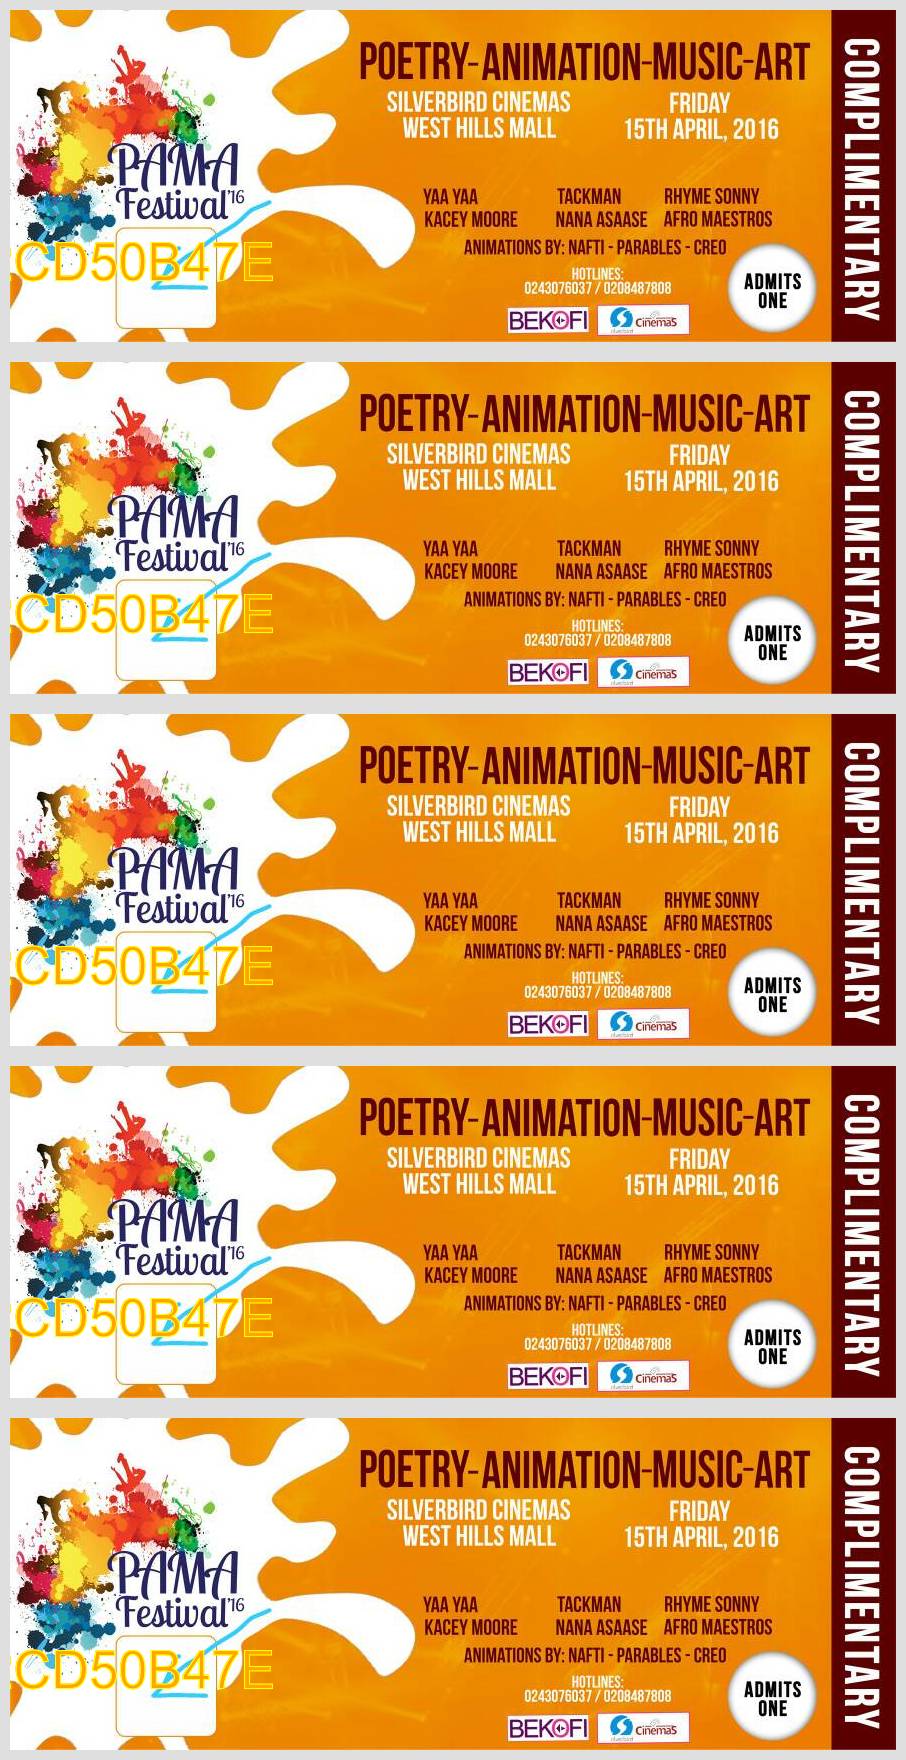 POETRY-ANIMATION-MUSIC-ART
SILVERBIRD CINEMAS
WEST HILLS MALL
FRIDAY
15TH APRIL, 2016
PAMA
Festival'16
CD50B47E
YAA YAA TACKMAN RHYME SONNY
KACEY MOORE NANA ASAASE AFRO MAESTROS
ANIMATIONS BY: NAFTI - PARABLES - CREO
HOTLINES:
0243076037 / 0208487808
BEKOFI
silverbird cinemas
ADMITS
ONE
COMPLIMENTARY
POETRY-ANIMATION-MUSIC-ART
SILVERBIRD CINEMAS
WEST HILLS MALL
FRIDAY
15TH APRIL, 2016
PAMA
Festival'16
CD50B47E
YAA YAA TACKMAN RHYME SONNY
KACEY MOORE NANA ASAASE AFRO MAESTROS
ANIMATIONS BY: NAFTI - PARABLES - CREO
HOTLINES:
0243076037 / 0208487808
BEKOFI
silverbird cinemas
ADMITS
ONE
COMPLIMENTARY
POETRY-ANIMATION-MUSIC-ART
SILVERBIRD CINEMAS
WEST HILLS MALL
FRIDAY
15TH APRIL, 2016
PAMA
Festival'16
CD50B47E
YAA YAA TACKMAN RHYME SONNY
KACEY MOORE NANA ASAASE AFRO MAESTROS
ANIMATIONS BY: NAFTI - PARABLES - CREO
HOTLINES:
0243076037 / 0208487808
BEKOFI
silverbird cinemas
ADMITS
ONE
COMPLIMENTARY
POETRY-ANIMATION-MUSIC-ART
SILVERBIRD CINEMAS
WEST HILLS MALL
FRIDAY
15TH APRIL, 2016
PAMA
Festival'16
CD50B47E
YAA YAA TACKMAN RHYME SONNY
KACEY MOORE NANA ASAASE AFRO MAESTROS
ANIMATIONS BY: NAFTI - PARABLES - CREO
HOTLINES:
0243076037 / 0208487808
BEKOFI
silverbird cinemas
ADMITS
ONE
COMPLIMENTARY
POETRY-ANIMATION-MUSIC-ART
SILVERBIRD CINEMAS
WEST HILLS MALL
FRIDAY
15TH APRIL, 2016
PAMA
Festival'16
CD50B47E
YAA YAA TACKMAN RHYME SONNY
KACEY MOORE NANA ASAASE AFRO MAESTROS
ANIMATIONS BY: NAFTI - PARABLES - CREO
HOTLINES:
0243076037 / 0208487808
BEKOFI
silverbird cinemas
ADMITS
ONE
COMPLIMENTARY